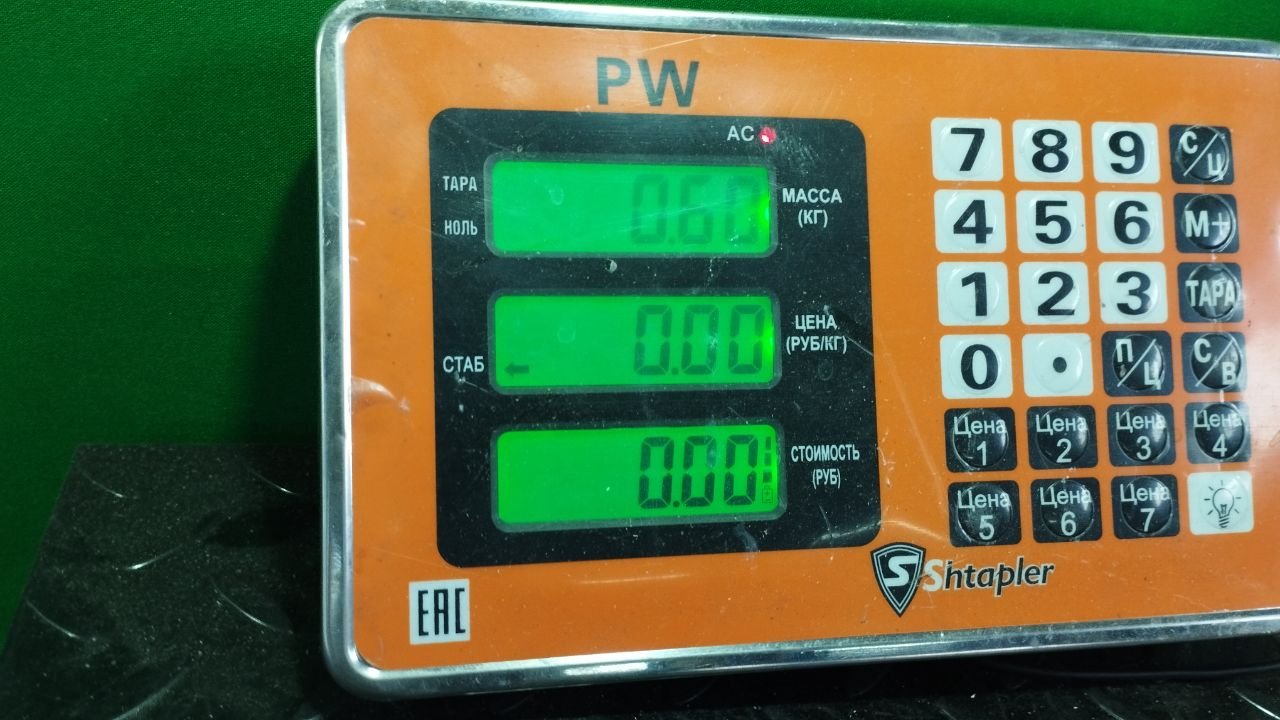 PW
AC
ТАРА
0.60
МАССА
(КГ)
НОЛЬ
0.00
ЦЕНА
(РУБ/КГ)
СТАБ
0.00
СТОИМОСТЬ
(РУБ)
7 8 9 С/Ц
4 5 6 М+
1 2 3 ТАРА
0 . П/Ц С/В
Цена 1 Цена 2 Цена 3 Цена 4
Цена 5 Цена 6 Цена 7
S Shtapler
EAC